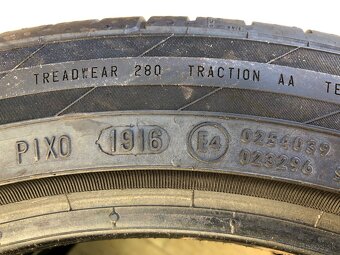 TREADWEAR 280 TRACTION AA TE
PIXO 1916 E4 0254039
023296